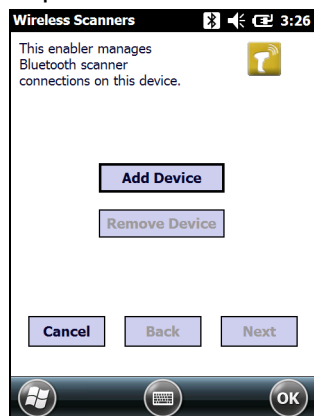 Wireless Scanners 3:26
This enabler manages
Bluetooth scanner
connections on this device.
Add Device
Remove Device
Cancel Back Next
OK